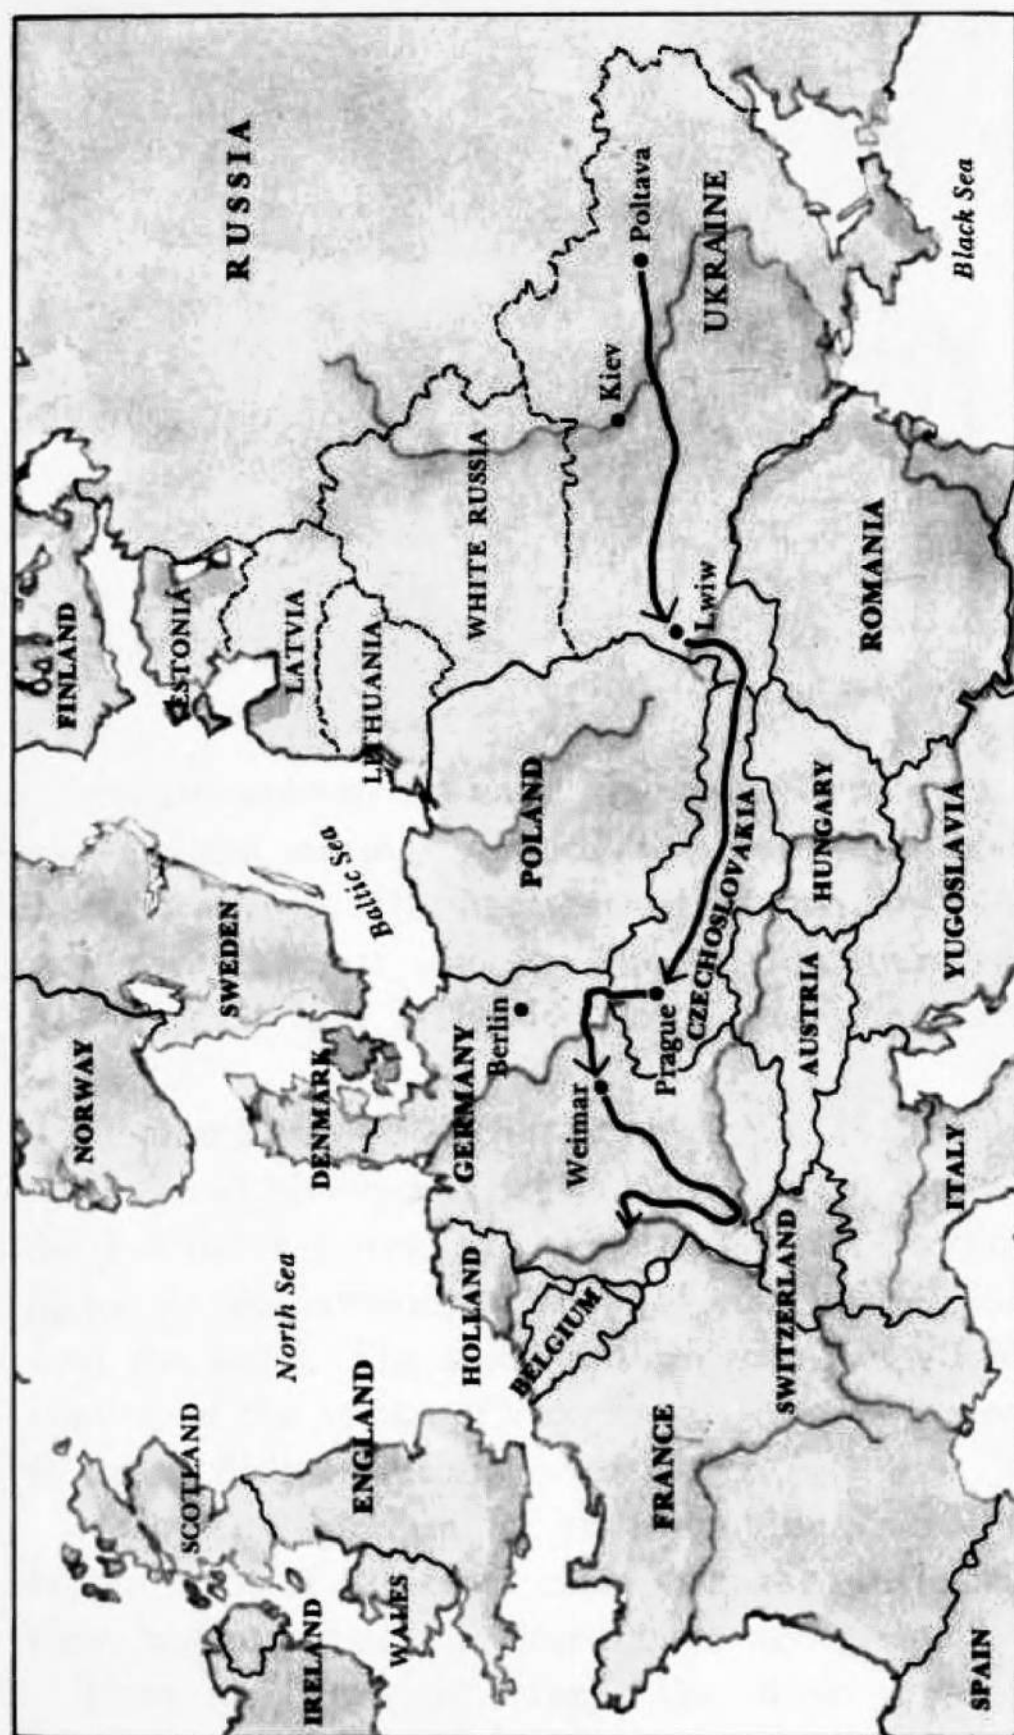 NORWAY
FINLAND
SWEDEN
ESTONIA
RUSSIA
SCOTLAND
North Sea
DENMARK
LATVIA
IRELAND
Baltic Sea
LITHUANIA
ENGLAND
WALES
HOLLAND
GERMANY
Berlin
WHITE RUSSIA
BELGIUM
POLAND
Weimar
Kiev
Poltava
FRANCE
Prague
Lwiw
UKRAINE
CZECHOSLOVAKIA
SWITZERLAND
AUSTRIA
HUNGARY
ROMANIA
ITALY
YUGOSLAVIA
Black Sea
SPAIN